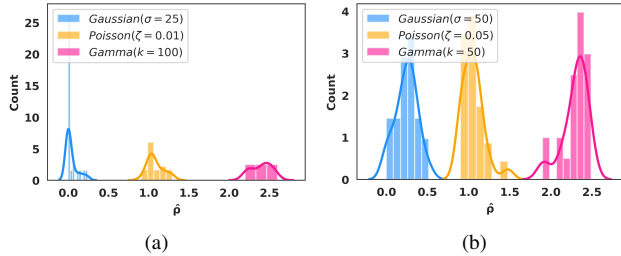 Gaussian(σ = 25)
Poisson(ζ = 0.01)
Gamma(k = 100)
Count
25
20
15
10
5
0
0.0 0.5 1.0 1.5 2.0 2.5
ρ̂
(a)
Gaussian(σ = 50)
Poisson(ζ = 0.05)
Gamma(k = 50)
Count
4
3
2
1
0
0.0 0.5 1.0 1.5 2.0 2.5
ρ̂
(b)